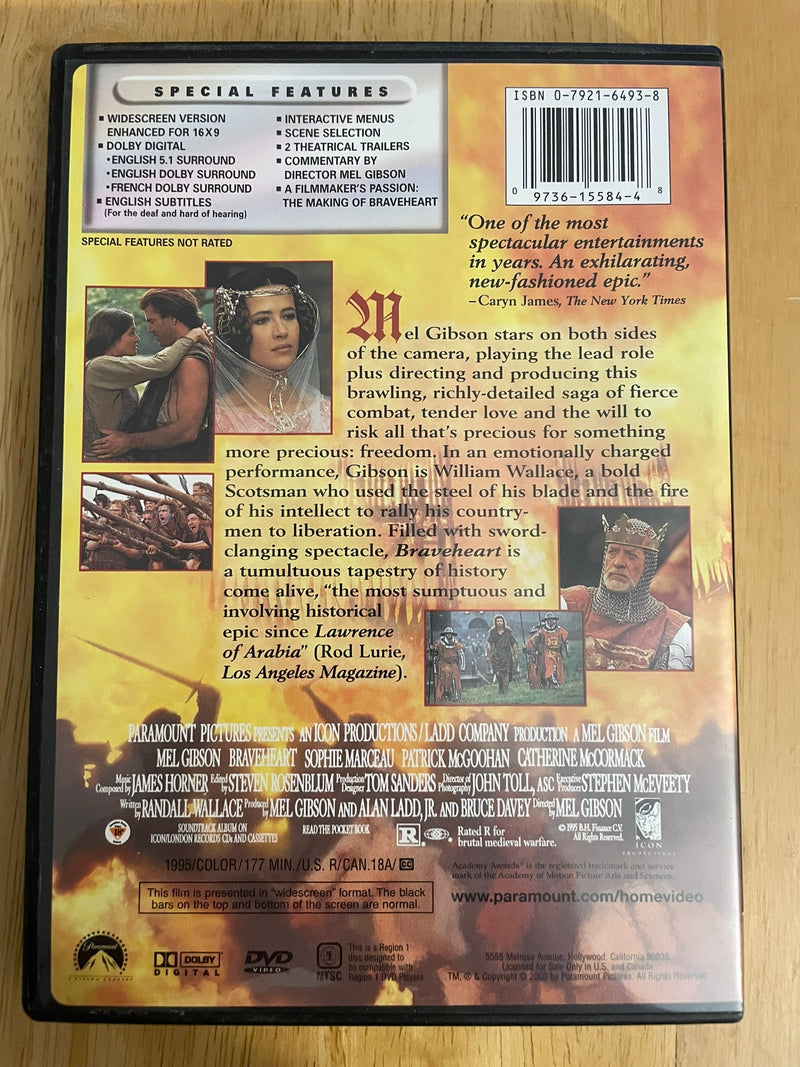 SPECIAL FEATURES
▪ WIDESCREEN VERSION
ENHANCED FOR 16X9
▪ DOLBY DIGITAL
•ENGLISH 5.1 SURROUND
•ENGLISH DOLBY SURROUND
•FRENCH DOLBY SURROUND
▪ ENGLISH SUBTITLES
(For the deaf and hard of hearing)
▪ INTERACTIVE MENUS
▪ SCENE SELECTION
▪ 2 THEATRICAL TRAILERS
▪ COMMENTARY BY
DIRECTOR MEL GIBSON
▪ A FILMMAKER'S PASSION:
THE MAKING OF BRAVEHEART
SPECIAL FEATURES NOT RATED
ISBN 0-7921-6493-8
0 9736-15584-4 8
"One of the most
spectacular entertainments
in years. An exhilarating,
new-fashioned epic."
–Caryn James, The New York Times
Mel Gibson stars on both sides
of the camera, playing the lead role
plus directing and producing this
brawling, richly-detailed saga of fierce
combat, tender love and the will to
risk all that's precious for something
more precious: freedom. In an emotionally charged
performance, Gibson is William Wallace, a bold
Scotsman who used the steel of his blade and the fire
of his intellect to rally his country-
men to liberation. Filled with sword-
clanging spectacle, Braveheart is
a tumultuous tapestry of history
come alive, "the most sumptuous and
involving historical
epic since Lawrence
of Arabia" (Rod Lurie,
Los Angeles Magazine).
PARAMOUNT PICTURES PRESENTS AN ICON PRODUCTIONS/LADD COMPANY PRODUCTION A MEL GIBSON FILM
MEL GIBSON BRAVEHEART SOPHIE MARCEAU PATRICK McGOOHAN CATHERINE McCORMACK
Music Composed by JAMES HORNER Edited by STEVEN ROSENBLUM Production Designer TOM SANDERS Director of Photography JOHN TOLL, ASC Executive Producer STEPHEN McEVEETY
Written by RANDALL WALLACE Produced by MEL GIBSON AND ALAN LADD, JR. AND BRUCE DAVEY Directed by MEL GIBSON
SOUNDTRACK ALBUM ON
ICON/LONDON RECORDS CDs AND CASSETTES
READ THE POCKET BOOK
R
Rated R for
brutal medieval warfare.
© 1995 B.H. Finance C.V.
All Rights Reserved.
ICON
PRODUCTIONS
1995/COLOR/177 MIN./U.S. R/CAN.18A/ CC
Academy Awards® is the registered trademark and service
mark of the Academy of Motion Picture Arts and Sciences.
This film is presented in "widescreen" format. The black
bars on the top and bottom of the screen are normal.
www.paramount.com/homevideo
Paramount
DOLBY
DIGITAL
DVD
VIDEO
1
NTSC
This is a Region 1
disc designed to
be compatible with
Region 1 DVD Players
5555 Melrose Avenue, Hollywood, California 90038
Licensed for Sale Only in U.S. and Canada
TM, ® & Copyright © 2000 by Paramount Pictures. All Rights Reserved